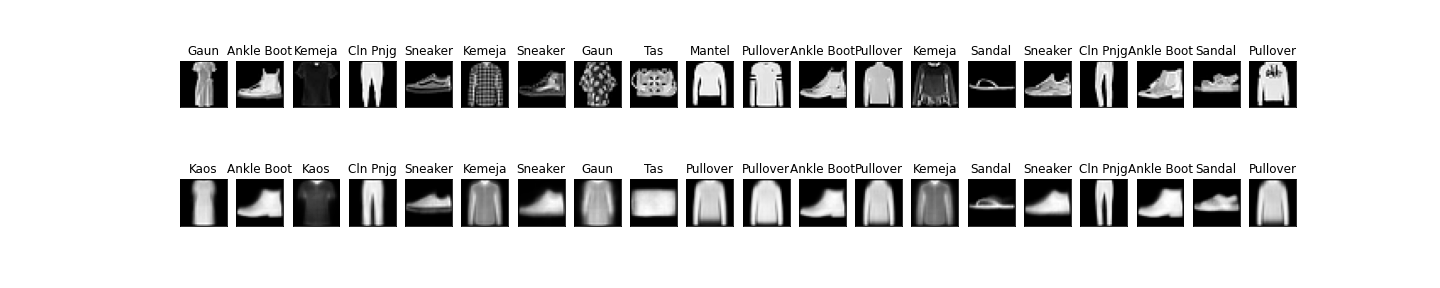 Gaun Ankle Boot Kemeja Cln Pnjg Sneaker Kemeja Sneaker Gaun Tas Mantel Pullover Ankle Boot Pullover Kemeja Sandal Sneaker Cln Pnjg Ankle Boot Sandal Pullover
Kaos Ankle Boot Kaos Cln Pnjg Sneaker Kemeja Sneaker Gaun Tas Pullover Pullover Ankle Boot Pullover Kemeja Sandal Sneaker Cln Pnjg Ankle Boot Sandal Pullover